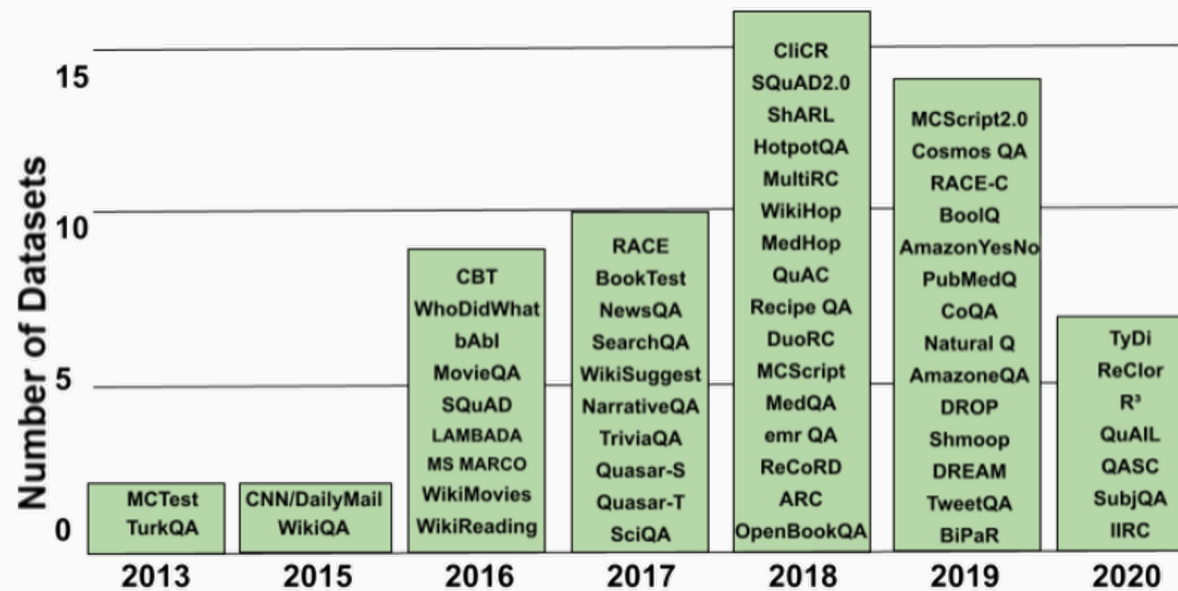 Number of Datasets
15
10
5
0
MCTest
TurkQA
2013
CNN/DailyMail
WikiQA
2015
CBT
WhoDidWhat
bAbI
MovieQA
SQuAD
LAMBADA
MS MARCO
WikiMovies
WikiReading
2016
RACE
BookTest
NewsQA
SearchQA
WikiSuggest
NarrativeQA
TriviaQA
Quasar-S
Quasar-T
SciQA
2017
CliCR
SQuAD2.0
ShARL
HotpotQA
MultiRC
WikiHop
MedHop
QuAC
Recipe QA
DuoRC
MCScript
MedQA
emr QA
ReCoRD
ARC
OpenBookQA
2018
MCScript2.0
Cosmos QA
RACE-C
BoolQ
AmazonYesNo
PubMedQ
CoQA
Natural Q
AmazoneQA
DROP
Shmoop
DREAM
TweetQA
BiPaR
2019
TyDi
ReClor
R³
QuAIL
QASC
SubjQA
IIRC
2020